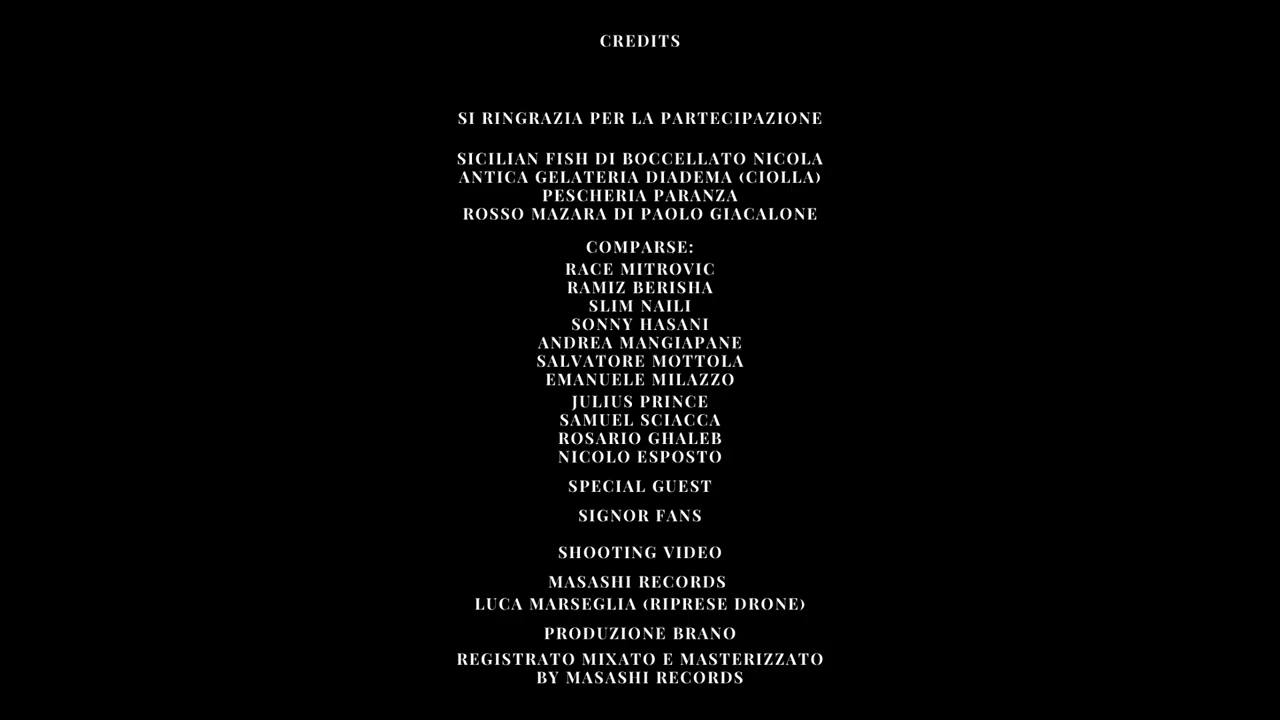 CREDITS
SI RINGRAZIA PER LA PARTECIPAZIONE
SICILIAN FISH DI BOCCELLATO NICOLA
ANTICA GELATERIA DIADEMA (CIOLLA)
PESCHERIA PARANZA
ROSSO MAZARA DI PAOLO GIACALONE
COMPARSE:
RACE MITROVIC
RAMIZ BERISHA
SLIM NAILI
SONNY HASANI
ANDREA MANGIAPANE
SALVATORE MOTTOLA
EMANUELE MILAZZO
JULIUS PRINCE
SAMUEL SCIACCA
ROSARIO GHALEB
NICOLO ESPOSTO
SPECIAL GUEST
SIGNOR FANS
SHOOTING VIDEO
MASASHI RECORDS
LUCA MARSEGLIA (RIPRESE DRONE)
PRODUZIONE BRANO
REGISTRATO MIXATO E MASTERIZZATO
BY MASASHI RECORDS